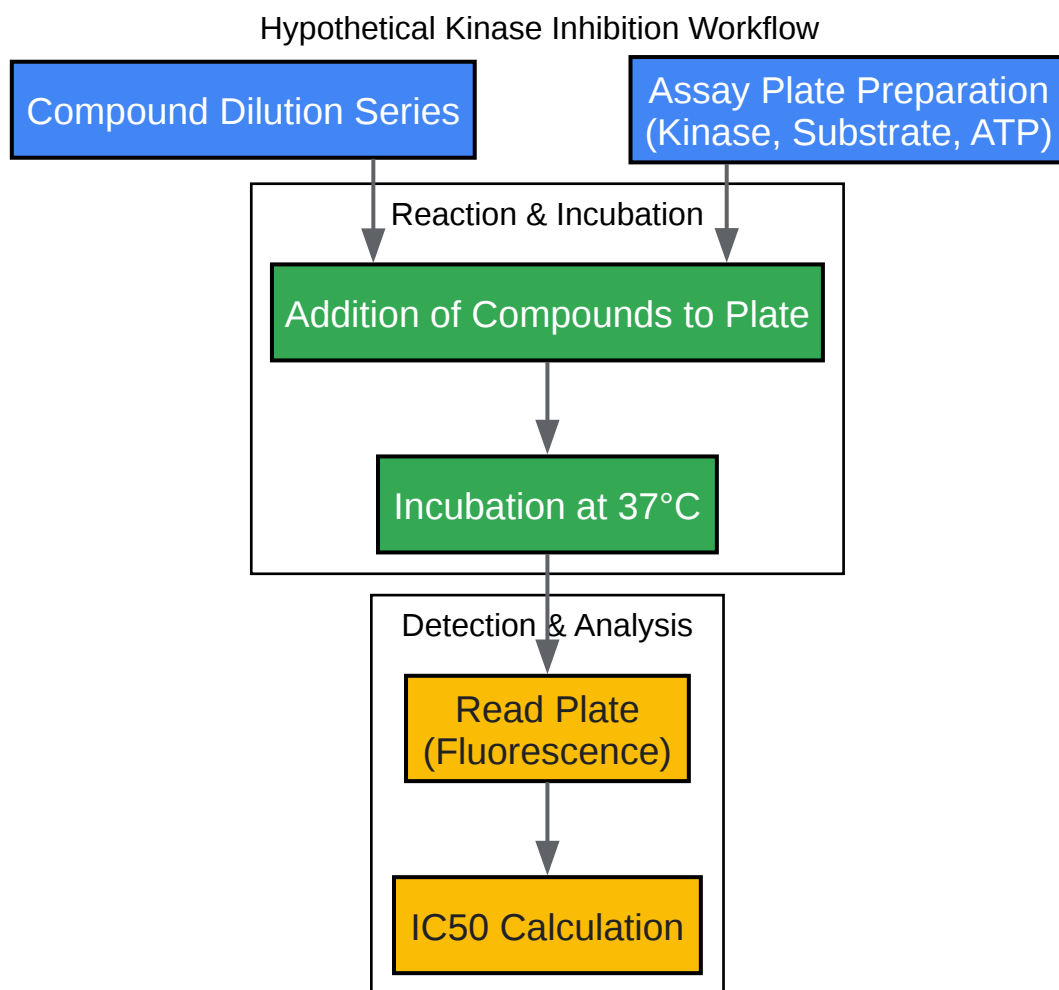 Hypothetical Kinase Inhibition Workflow
Compound Dilution Series
Assay Plate Preparation
(Kinase, Substrate, ATP)
Reaction & Incubation
Addition of Compounds to Plate
Incubation at 37°C
Detection & Analysis
Read Plate
(Fluorescence)
IC50 Calculation